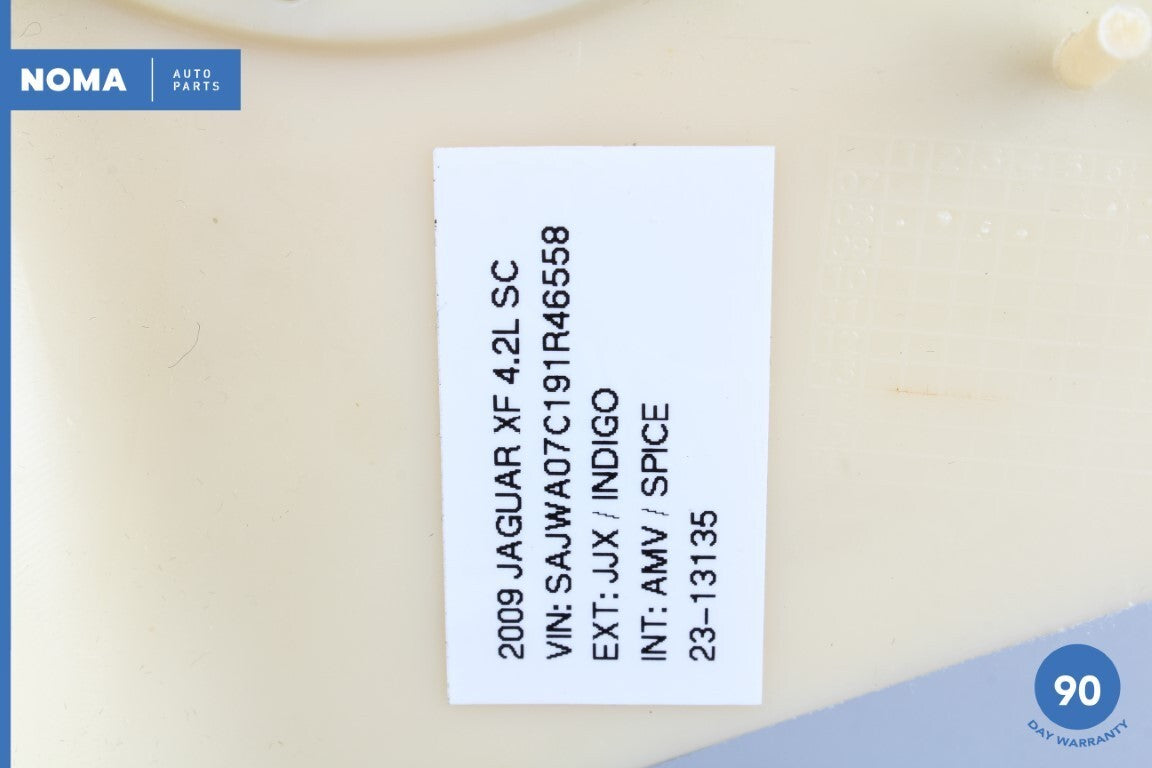 NOMA
AUTO
PARTS
2009 JAGUAR XF 4.2L SC
VIN: SAJWA07C191R46558
EXT: JJX / INDIGO
INT: AMV / SPICE
23-13135
90
DAY WARRANTY